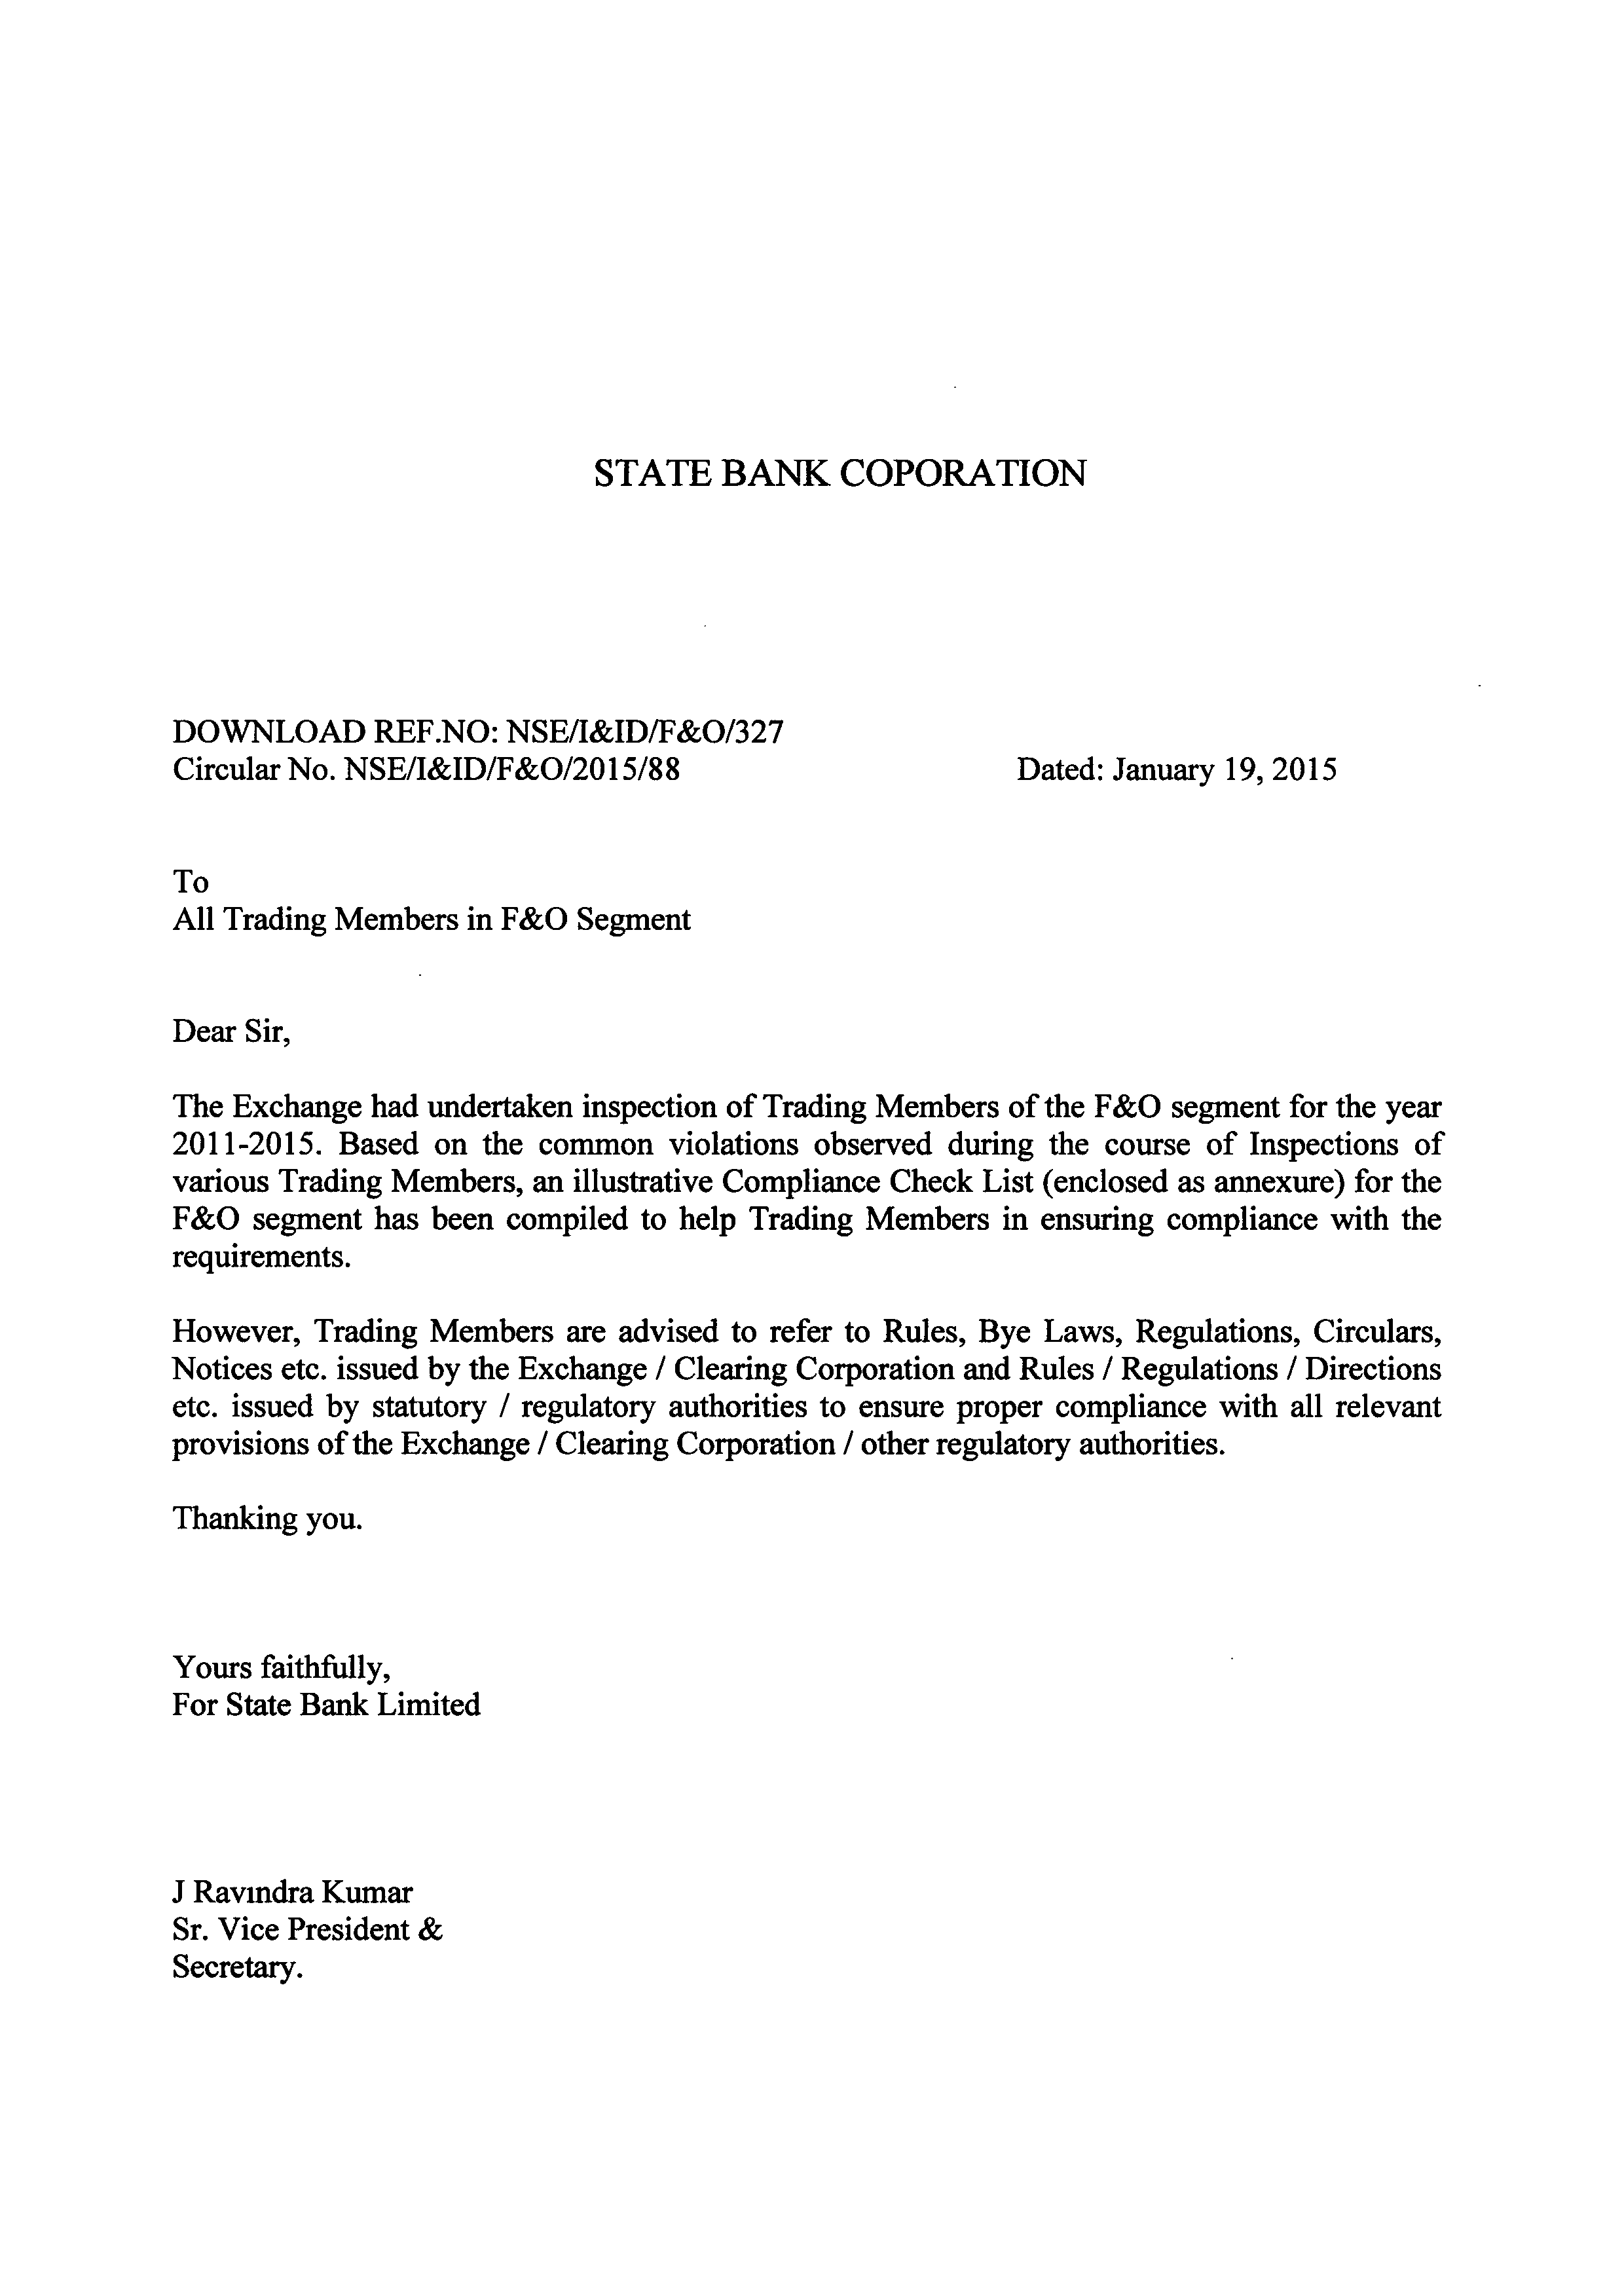 STATE BANK COPORATION
DOWNLOAD REF.NO: NSE/I&ID/F&O/327
Circular No. NSE/I&ID/F&O/2015/88 Dated: January 19, 2015
To
All Trading Members in F&O Segment
Dear Sir,
The Exchange had undertaken inspection of Trading Members of the F&O segment for the year
2011-2015. Based on the common violations observed during the course of Inspections of
various Trading Members, an illustrative Compliance Check List (enclosed as annexure) for the
F&O segment has been compiled to help Trading Members in ensuring compliance with the
requirements.
However, Trading Members are advised to refer to Rules, Bye Laws, Regulations, Circulars,
Notices etc. issued by the Exchange / Clearing Corporation and Rules / Regulations / Directions
etc. issued by statutory / regulatory authorities to ensure proper compliance with all relevant
provisions of the Exchange / Clearing Corporation / other regulatory authorities.
Thanking you.
Yours faithfully,
For State Bank Limited
J Ravindra Kumar
Sr. Vice President &
Secretary.